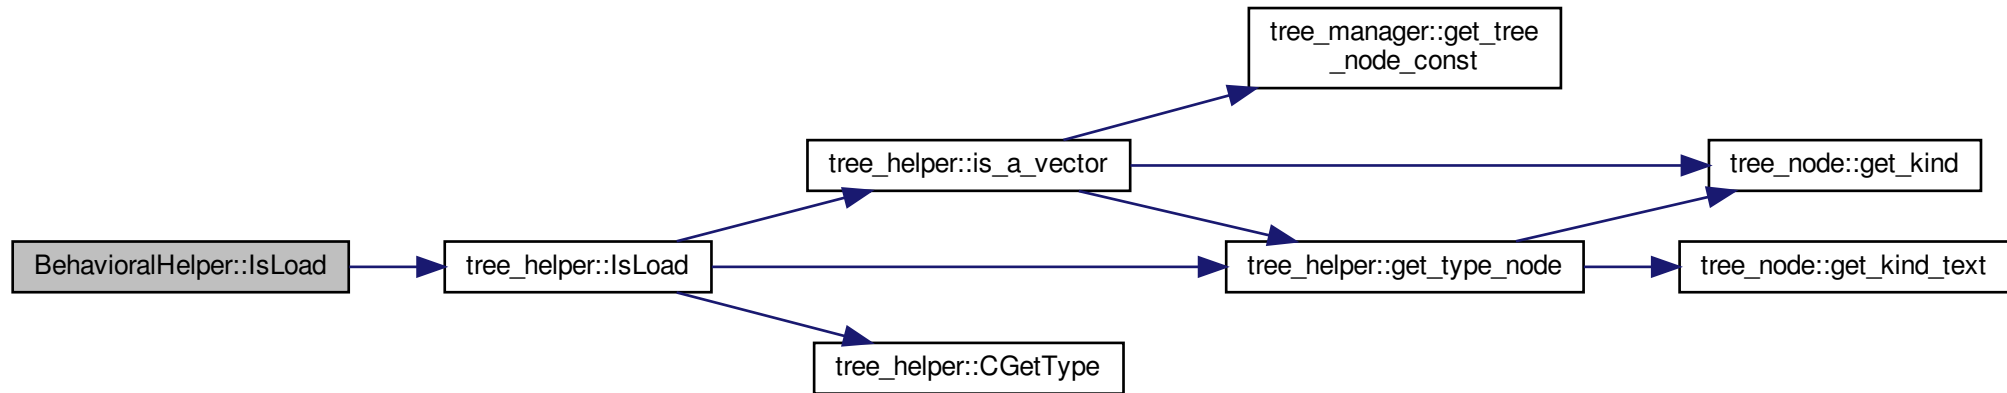 tree_manager::get_tree
_node_const
tree_helper::is_a_vector
tree_node::get_kind
BehavioralHelper::IsLoad
tree_helper::IsLoad
tree_helper::get_type_node
tree_node::get_kind_text
tree_helper::CGetType